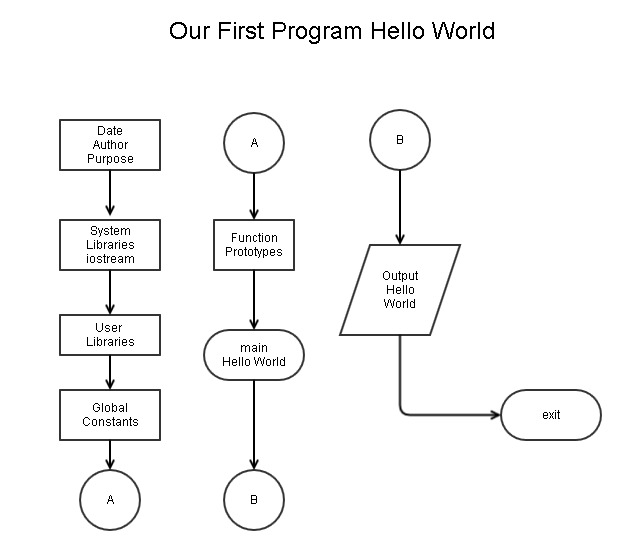 Our First Program Hello World
Date
Author
Purpose
System
Libraries
iostream
User
Libraries
Global
Constants
A
A
Function
Prototypes
main
Hello World
B
B
Output
Hello
World
exit